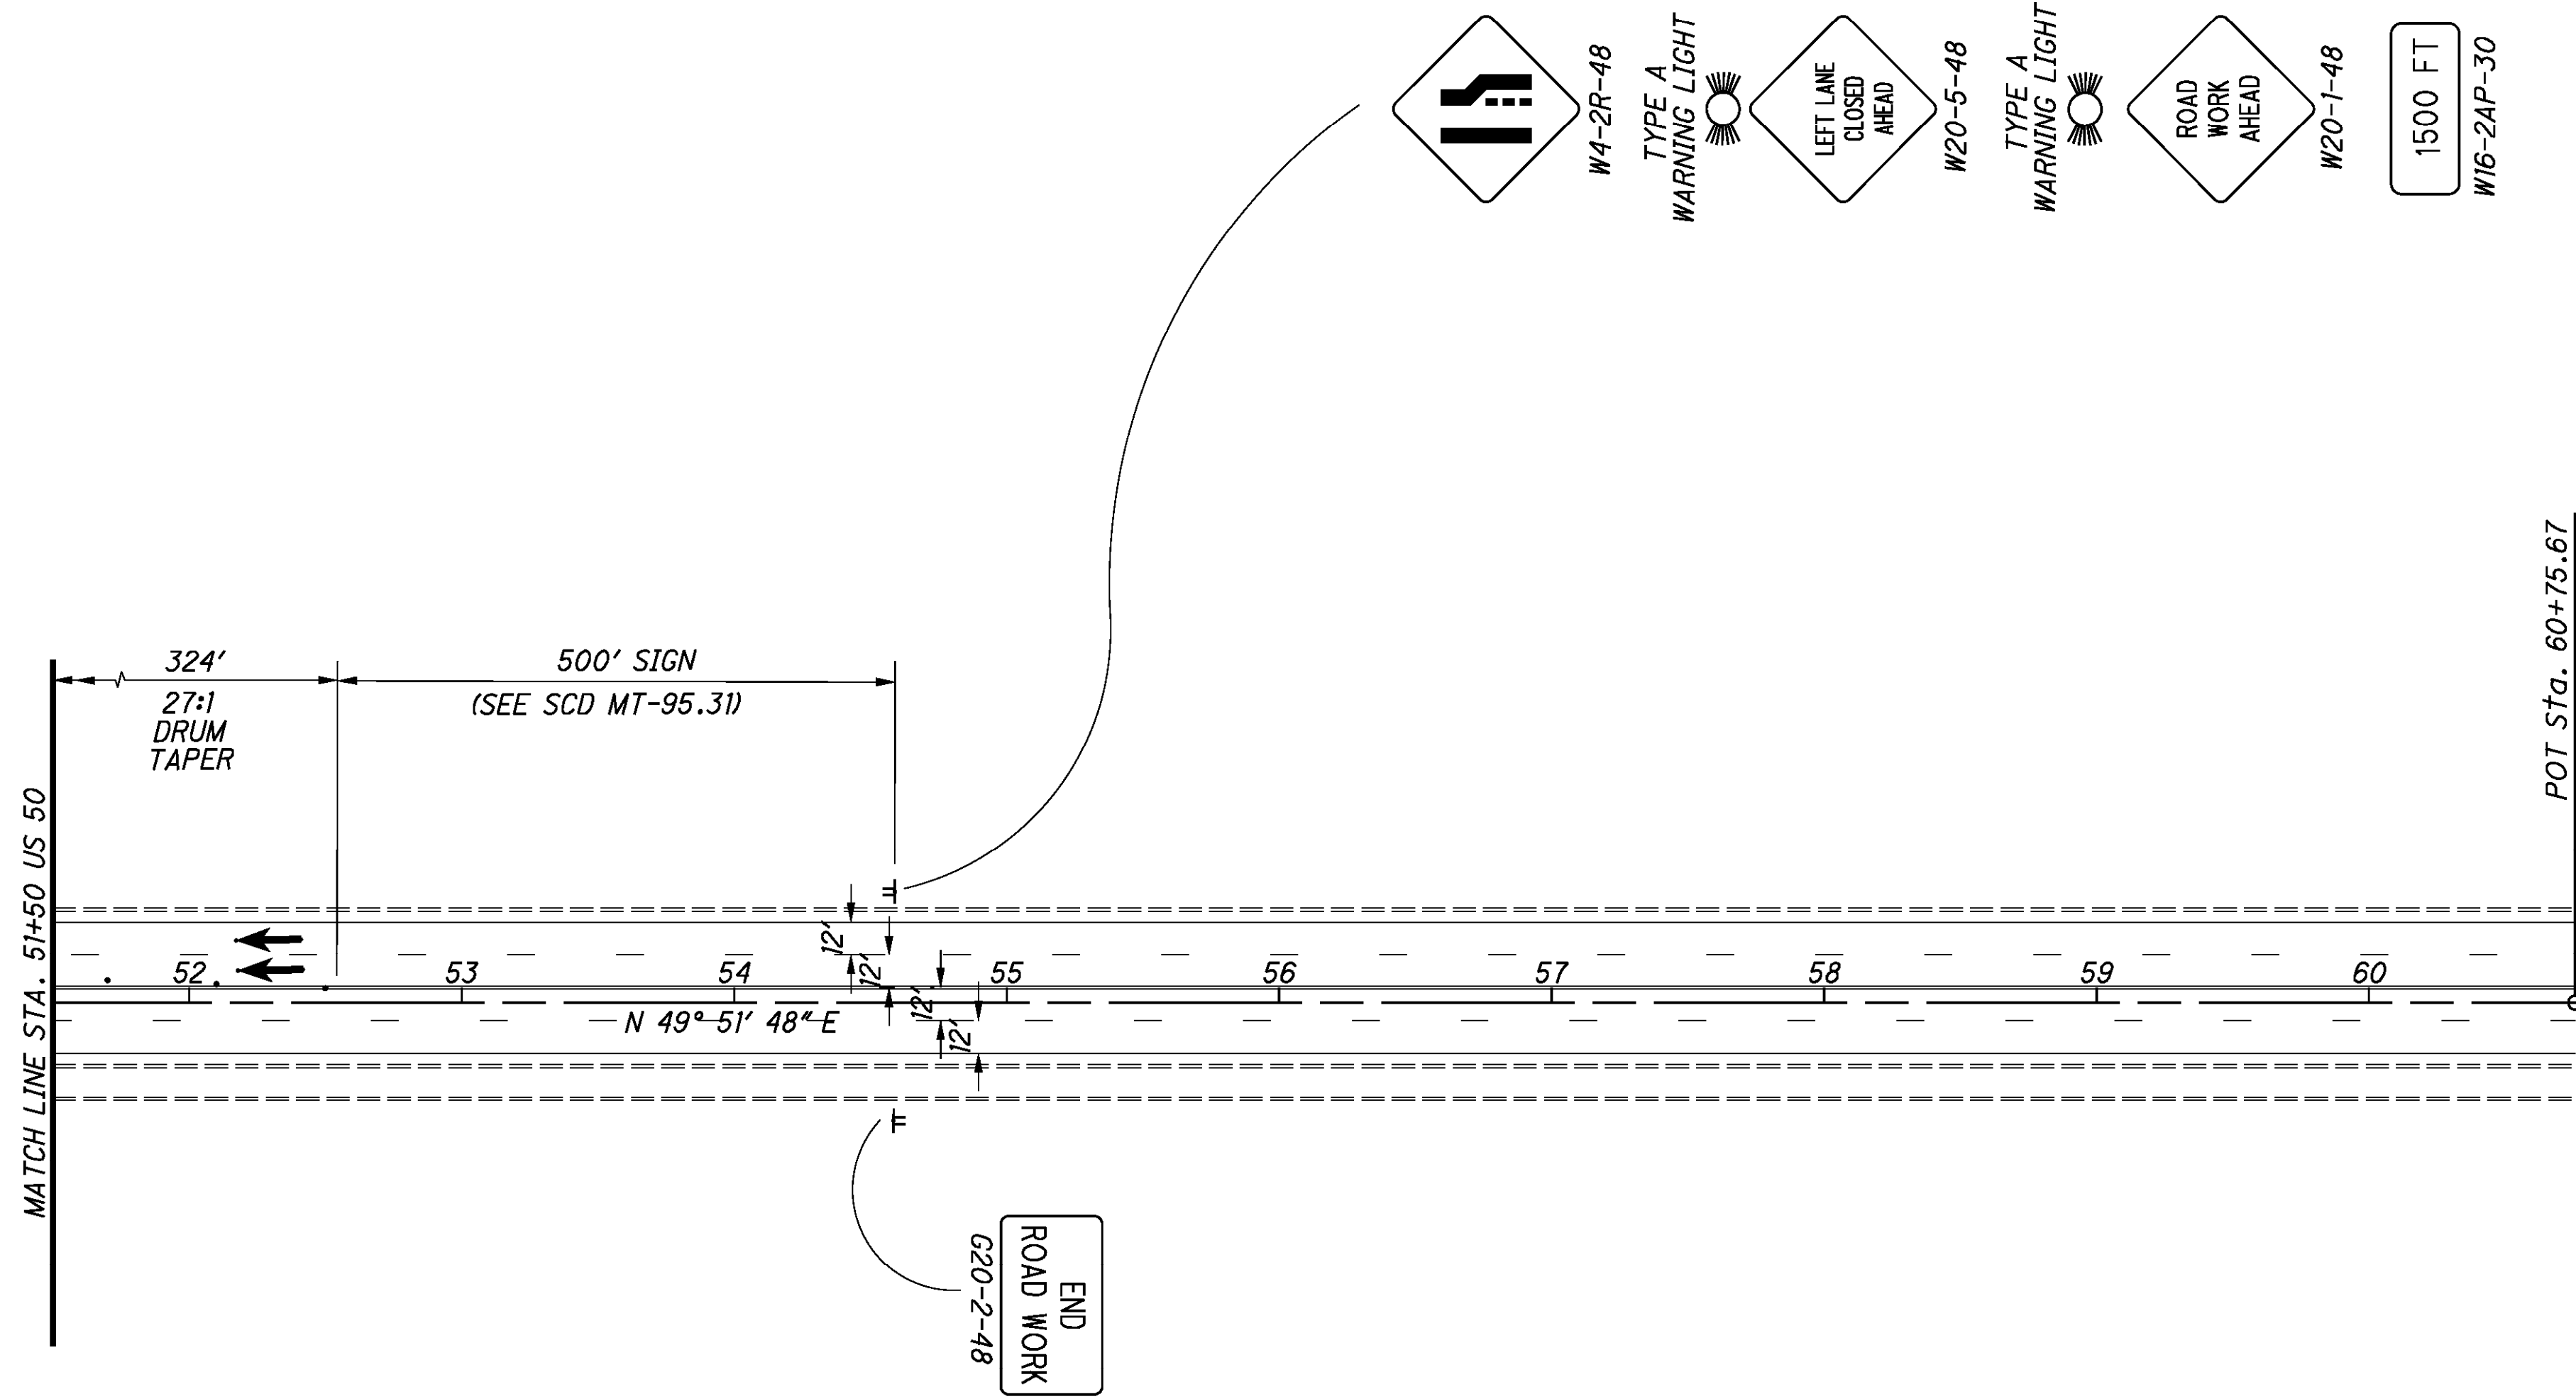 W4-2R-48
TYPE A
WARNING LIGHT
LEFT LANE
CLOSED
AHEAD
W20-5-48
TYPE A
WARNING LIGHT
ROAD
WORK
AHEAD
W20-1-48
1500 FT
W16-2AP-30
POT Sta. 60+75.67
324'
27:1
DRUM
TAPER
500' SIGN
(SEE SCD MT-95.31)
MATCH LINE STA. 51+50 US 50
12'
12'
12'
12'
52
53
54
55
56
57
58
59
60
N 49° 51' 48" E
END
ROAD WORK
G20-2-48